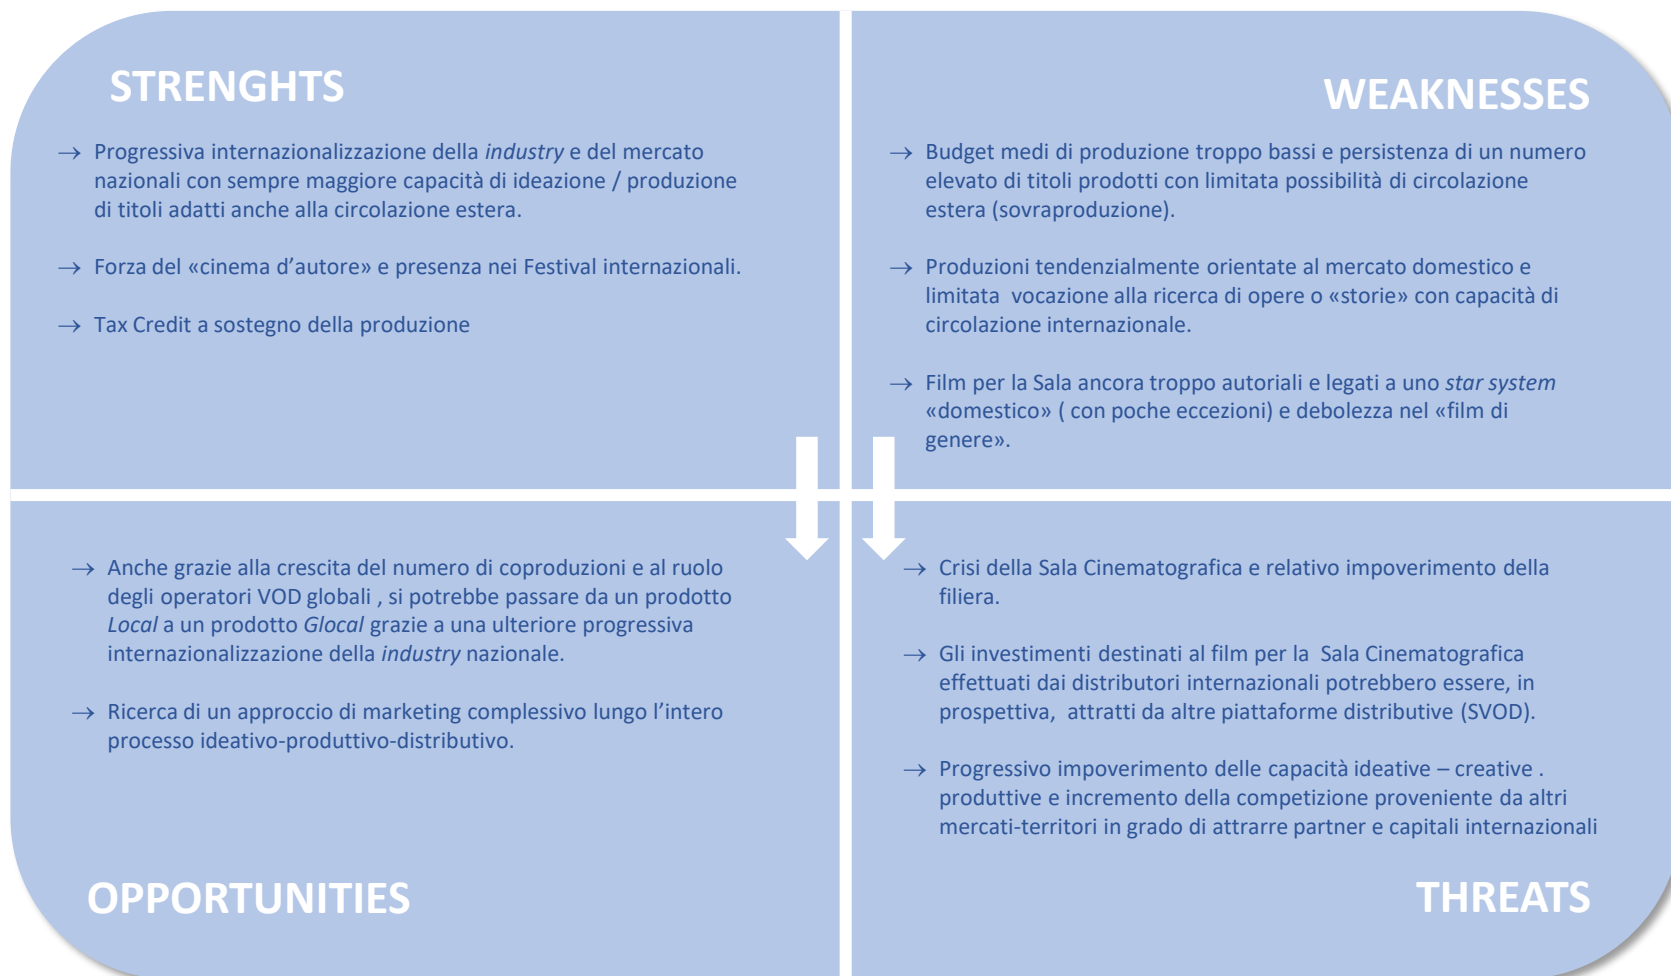 STRENGHTS
→ Progressiva internazionalizzazione della industry e del mercato
nazionali con sempre maggiore capacità di ideazione / produzione
di titoli adatti anche alla circolazione estera.
→ Forza del «cinema d’autore» e presenza nei Festival internazionali.
→ Tax Credit a sostegno della produzione
WEAKNESSES
→ Budget medi di produzione troppo bassi e persistenza di un numero
elevato di titoli prodotti con limitata possibilità di circolazione
estera (sovraproduzione).
→ Produzioni tendenzialmente orientate al mercato domestico e
limitata  vocazione alla ricerca di opere o «storie» con capacità di
circolazione internazionale.
→ Film per la Sala ancora troppo autoriali e legati a uno star system
«domestico» ( con poche eccezioni) e debolezza nel «film di
genere».
→ Anche grazie alla crescita del numero di coproduzioni e al ruolo
degli operatori VOD globali , si potrebbe passare da un prodotto
Local a un prodotto Glocal grazie a una ulteriore progressiva
internazionalizzazione della industry nazionale.
→ Ricerca di un approccio di marketing complessivo lungo l’intero
processo ideativo-produttivo-distributivo.
OPPORTUNITIES
→ Crisi della Sala Cinematografica e relativo impoverimento della
filiera.
→ Gli investimenti destinati al film per la  Sala Cinematografica
effettuati dai distributori internazionali potrebbero essere, in
prospettiva,  attratti da altre piattaforme distributive (SVOD).
→ Progressivo impoverimento delle capacità ideative – creative .
produttive e incremento della competizione proveniente da altri
mercati-territori in grado di attrarre partner e capitali internazionali
THREATS